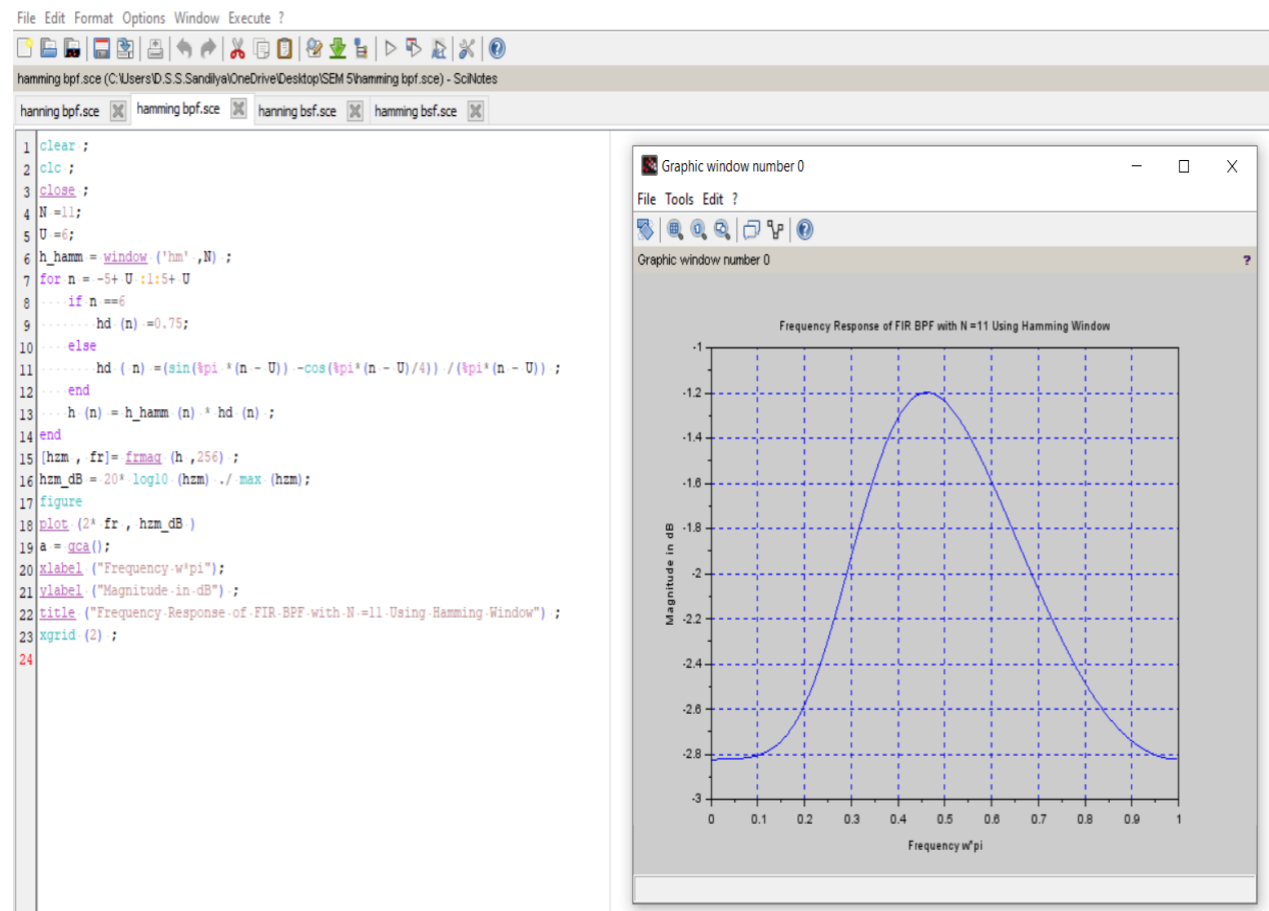 File Edit Format Options Window Execute ?
hamming bpf.sce (C:\Users\D.S.S.Sandilya\OneDrive\Desktop\SEM 5\hamming bpf.sce) - SciNotes
hanning bpf.sce hamming bpf.sce hanning bsf.sce hamming bsf.sce
1 clear ;
2 clc ;
3 close ;
4 N =11;
5 U =6;
6 h_hamm = window ('hm' ,N) ;
7 for n = -5+ U :1:5+ U
8 if n ==6
9 hd (n) =0.75;
10 else
11 hd ( n) =(sin(%pi *(n - U)) -cos(%pi*(n - U)/4)) /(%pi*(n - U)) ;
12 end
13 h (n) = h_hamm (n) * hd (n) ;
14 end
15 [hzm , fr]= frmag (h ,256) ;
16 hzm_dB = 20* log10 (hzm) ./ max (hzm);
17 figure
18 plot (2* fr , hzm_dB )
19 a = gca();
20 xlabel ("Frequency w*pi");
21 ylabel ("Magnitude in dB") ;
22 title ("Frequency Response of FIR BPF with N =11 Using Hamming Window") ;
23 xgrid (2) ;
24
Graphic window number 0
File Tools Edit ?
Graphic window number 0 ?
Frequency Response of FIR BPF with N =11 Using Hamming Window
-1
-1.2
-1.4
-1.6
-1.8
-2
-2.2
-2.4
-2.6
-2.8
-3
Magnitude in dB
0 0.1 0.2 0.3 0.4 0.5 0.6 0.7 0.8 0.9 1
Frequency w*pi